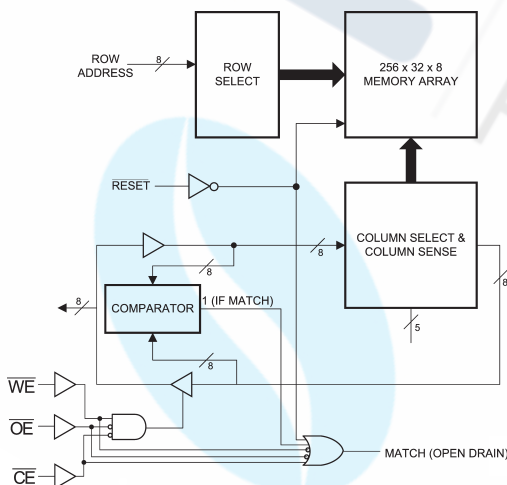 ROW
ADDRESS
8
ROW
SELECT
256 x 32 x 8
MEMORY ARRAY
RESET
8
COLUMN SELECT &
COLUMN SENSE
8
8
8
COMPARATOR
1 (IF MATCH)
5
8
WE
OE
CE
MATCH (OPEN DRAIN)